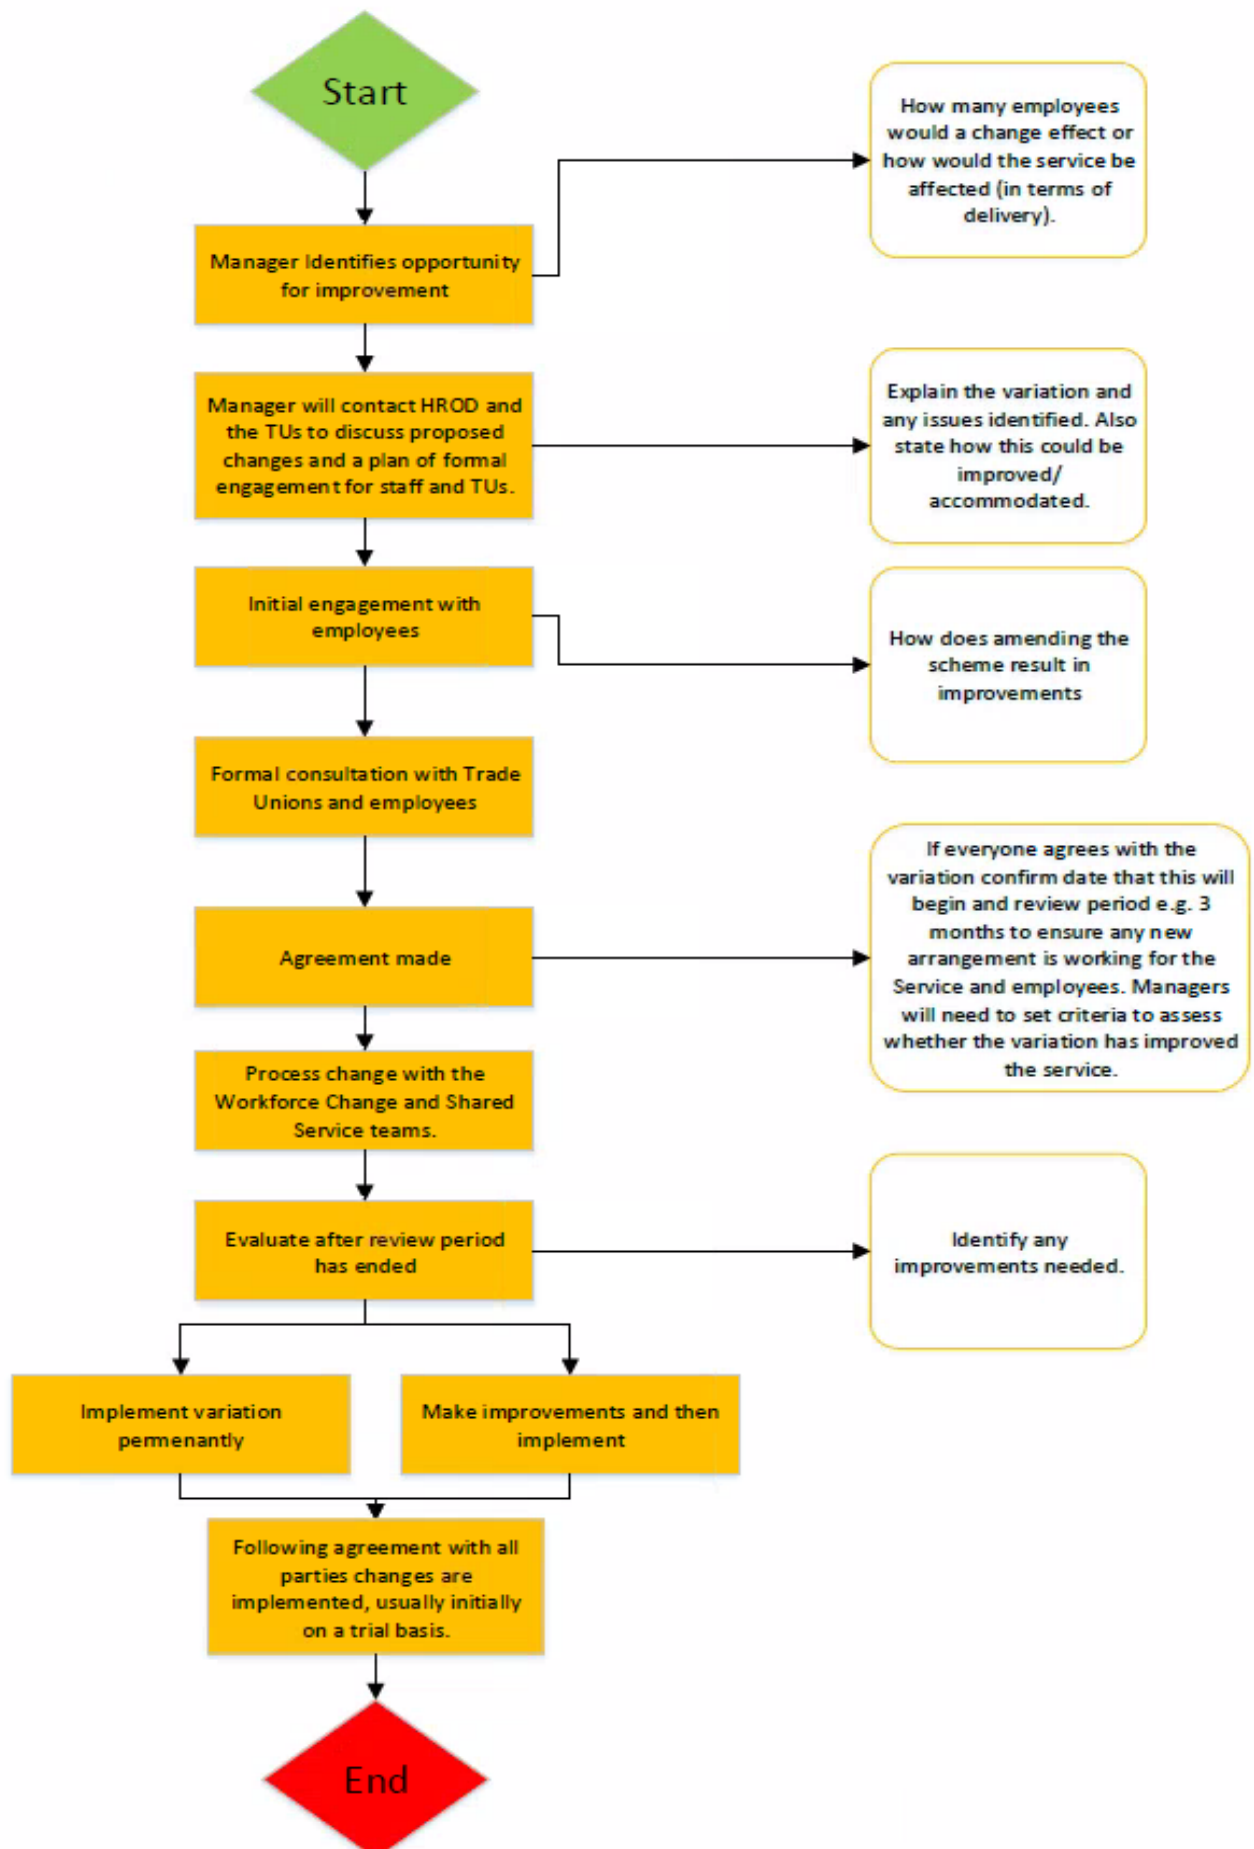 Start
How many employees
would a change effect or
how would the service be
affected (in terms of
delivery).
Manager Identifies opportunity
for improvement
Manager will contact HROD and
the TUs to discuss proposed
changes and a plan of formal
engagement for staff and TUs.
Explain the variation and
any issues identified. Also
state how this could be
improved/
accommodated.
Initial engagement with
employees
How does amending the
scheme result in
improvements
Formal consultation with Trade
Unions and employees
Agreement made
If everyone agrees with the
variation confirm date that this will
begin and review period e.g. 3
months to ensure any new
arrangement is working for the
Service and employees. Managers
will need to set criteria to assess
whether the variation has improved
the service.
Process change with the
Workforce Change and Shared
Service teams.
Evaluate after review period
has ended
Identify any
improvements needed.
Implement variation
permenantly
Make improvements and then
implement
Following agreement with all
parties changes are
implemented, usually initially
on a trial basis.
End